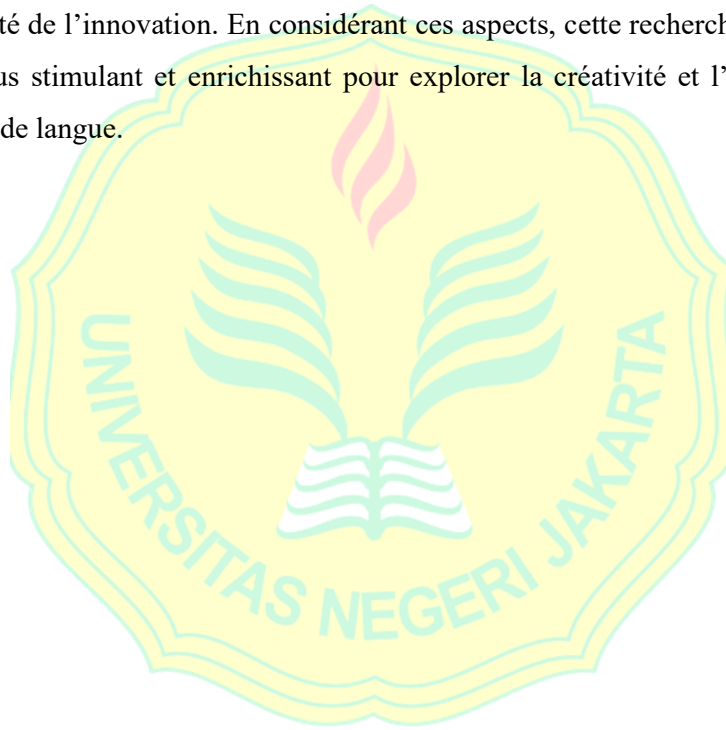 té de l’innovation. En considérant ces aspects, cette recherch
us stimulant et enrichissant pour explorer la créativité et l’
de langue.
UNIVERSITAS NEGERI JAKARTA